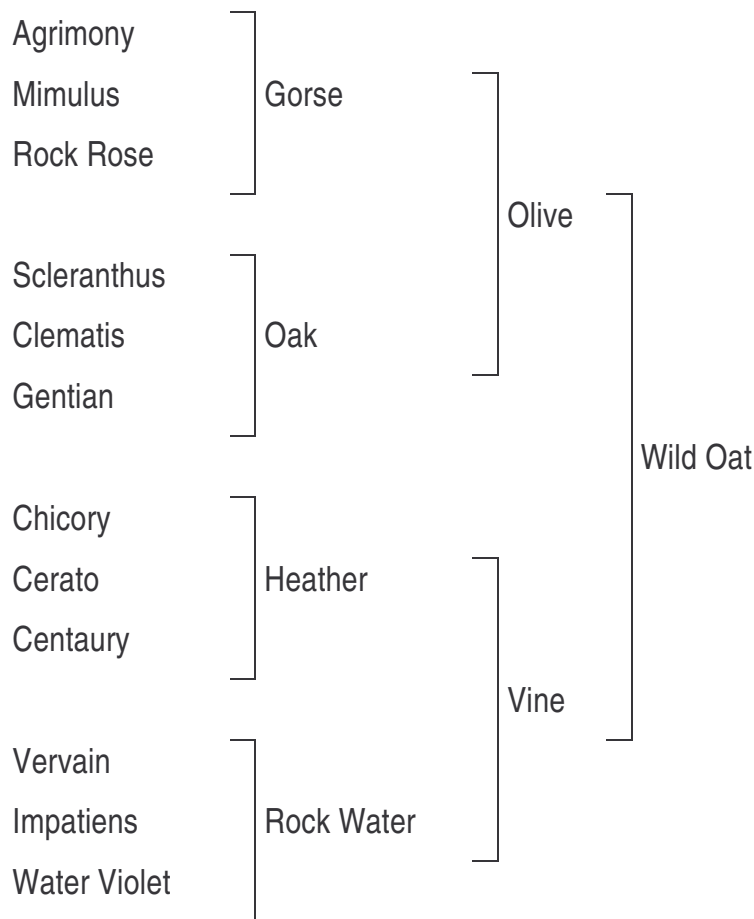 Agrimony
Mimulus
Rock Rose
Gorse
Scleranthus
Clematis
Gentian
Oak
Olive
Chicory
Cerato
Centaury
Heather
Vervain
Impatiens
Water Violet
Rock Water
Vine
Wild Oat